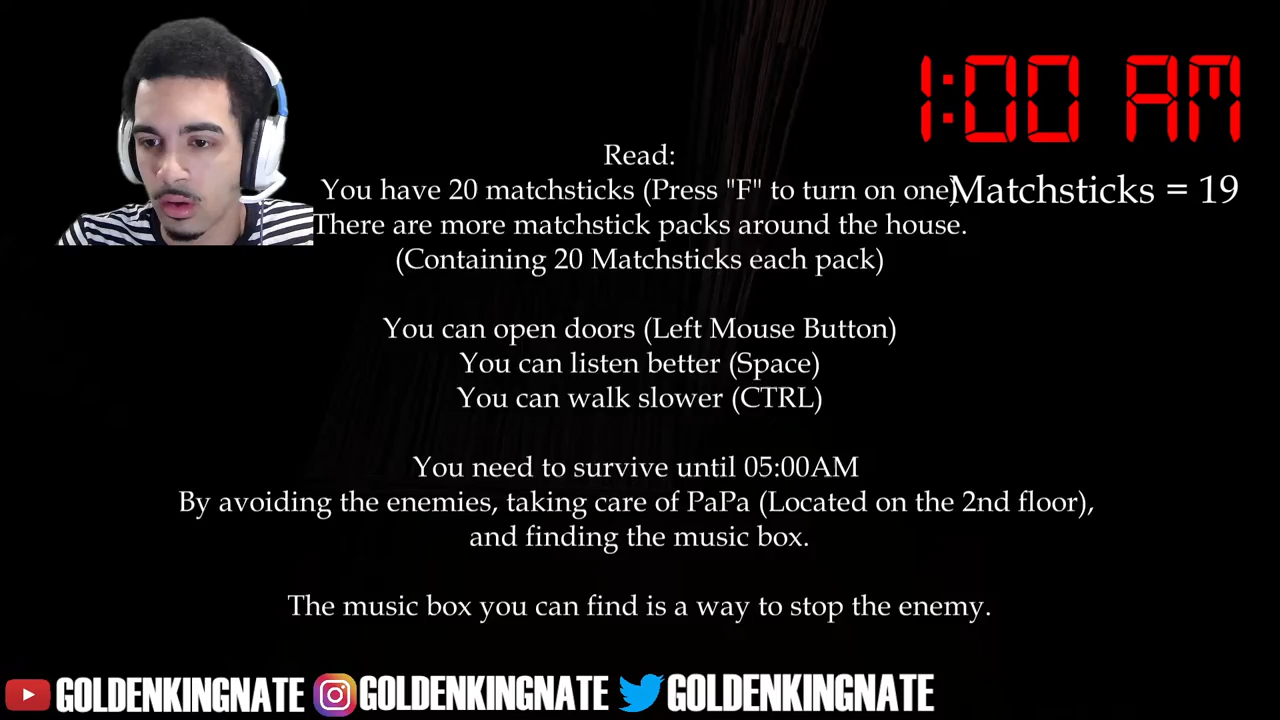 1:00 AM
Read:
You have 20 matchsticks (Press "F" to turn on one)
Matchsticks = 19
There are more matchstick packs around the house.
(Containing 20 Matchsticks each pack)
You can open doors (Left Mouse Button)
You can listen better (Space)
You can walk slower (CTRL)
You need to survive until 05:00AM
By avoiding the enemies, taking care of PaPa (Located on the 2nd floor),
and finding the music box.
The music box you can find is a way to stop the enemy.
GOLDENKINGNATE GOLDENKINGNATE GOLDENKINGNATE